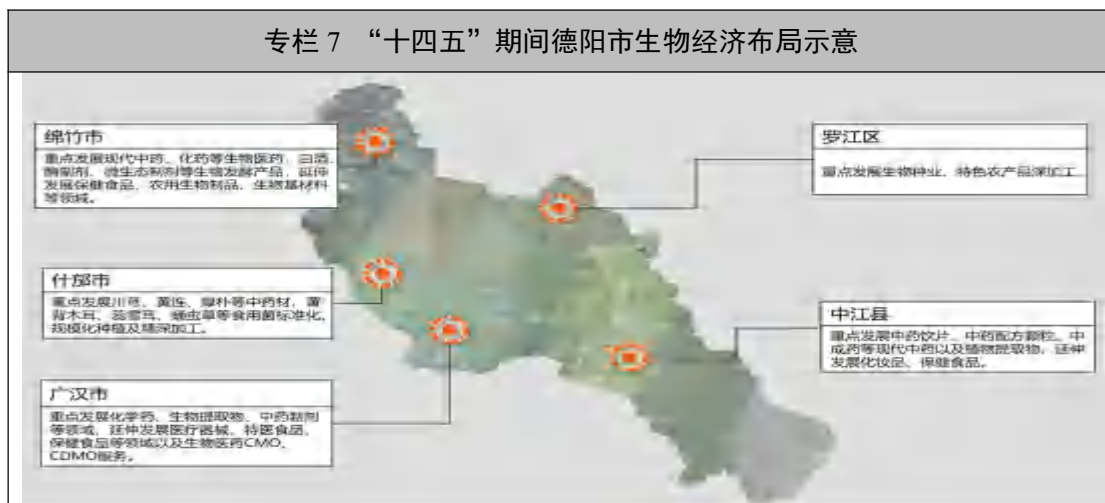 专栏 7 “十四五”期间德阳市生物经济布局示意
绵竹市
重点发展现代中药、化药等生物医药,白酒、
酶制剂、微生态制剂等生物发酵产品,延伸
发展保健食品、农用生物制品、生物基材料
等领域。
罗江区
重点发展生物种业、特色农产品深加工
什邡市
重点发展川芎、黄连、厚朴等中药材,黄
背木耳、蛹虫草等食用菌标准化、
规模化种植及精深加工。
中江县
重点发展中药饮片、中药配方颗粒、中
成药等现代中药以及植物提取物,延伸
发展化妆品、保健食品。
广汉市
重点发展化学药、生物提取物、中药制剂
等领域,延伸发展医疗器械、特医食品、
保健食品等领域以及生物医药CMO、
CDMO服务。